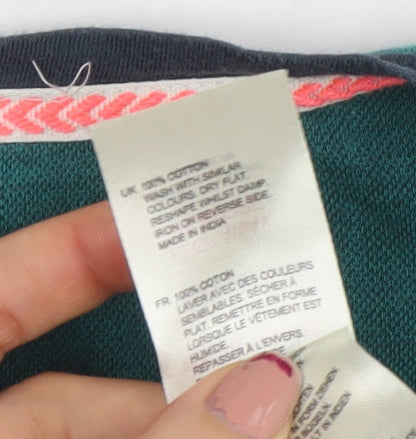 UK 100% COTTON
WASH WITH SIMILAR
COLOURS. DRY FLAT.
RESHAPE WHILST DAMP.
IRON ON REVERSE SIDE.
MADE IN INDIA
FR 100% COTON
LAVER AVEC DES COULEURS
SEMBLABLES. SÉCHER À
PLAT. REMETTRE EN FORME
LORSQUE LE VÊTEMENT EST
HUMIDE.
REPASSER À L'ENVERS.